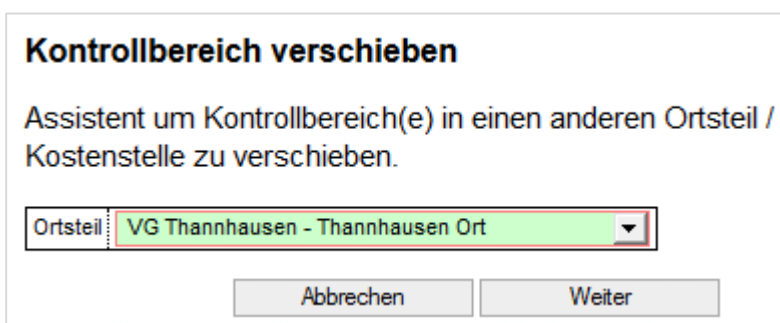 Kontrollbereich verschieben
Assistent um Kontrollbereich(e) in einen anderen Ortsteil /
Kostenstelle zu verschieben.
Ortsteil VG Thannhausen - Thannhausen Ort
Abbrechen Weiter